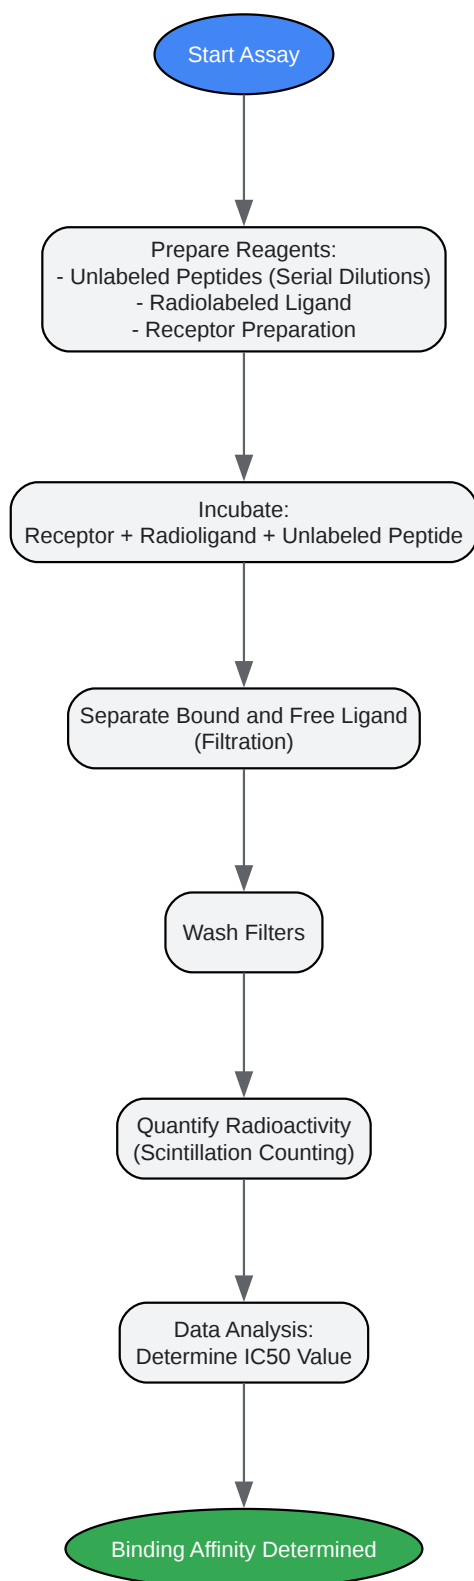 Start Assay
Prepare Reagents:
- Unlabeled Peptides (Serial Dilutions)
- Radiolabeled Ligand
- Receptor Preparation
Incubate:
Receptor + Radioligand + Unlabeled Peptide
Separate Bound and Free Ligand
(Filtration)
Wash Filters
Quantify Radioactivity
(Scintillation Counting)
Data Analysis:
Determine IC50 Value
Binding Affinity Determined